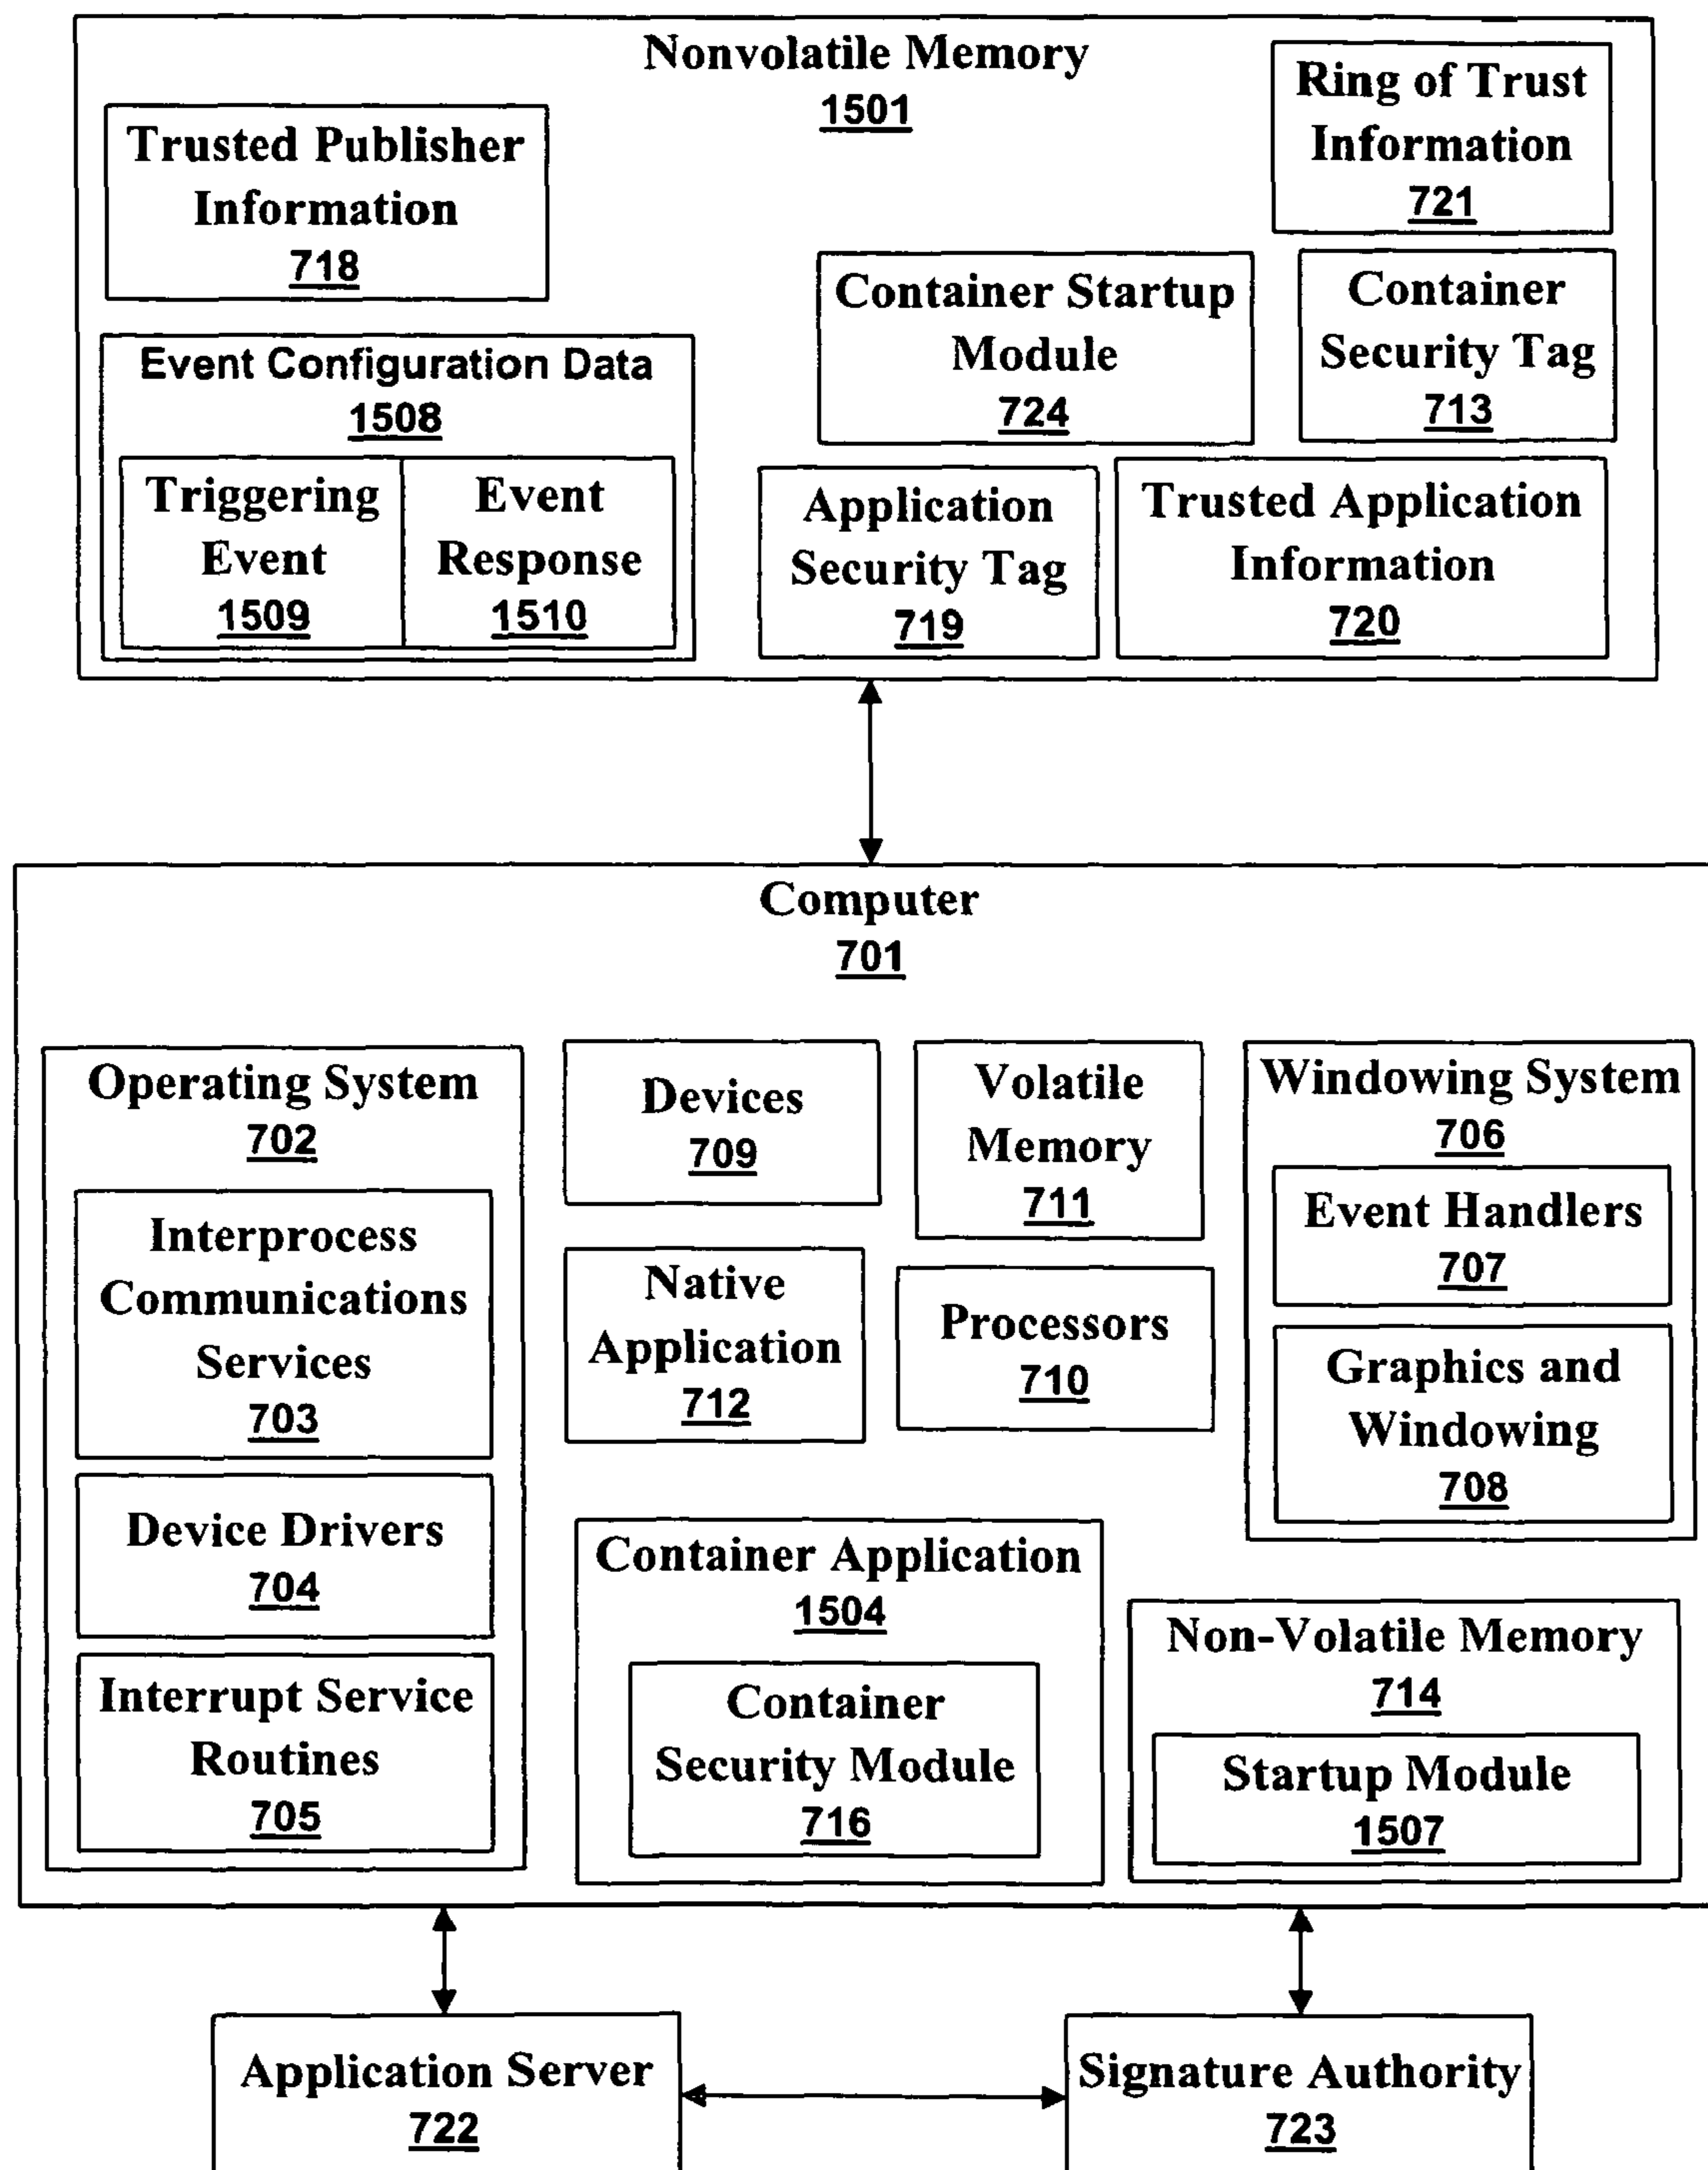 Nonvolatile Memory
1501
Ring of Trust
Information
721
Trusted Publisher
Information
718
Container Startup
Module
724
Container
Security Tag
713
Event Configuration Data
1508
Triggering
Event
1509
Event
Response
1510
Application
Security Tag
719
Trusted Application
Information
720
Computer
701
Operating System
702
Interprocess
Communications
Services
703
Device Drivers
704
Interrupt Service
Routines
705
Devices
709
Volatile
Memory
711
Native
Application
712
Processors
710
Windowing System
706
Event Handlers
707
Graphics and
Windowing
708
Container Application
1504
Container
Security Module
716
Non-Volatile Memory
714
Startup Module
1507
Application Server
722
Signature Authority
723